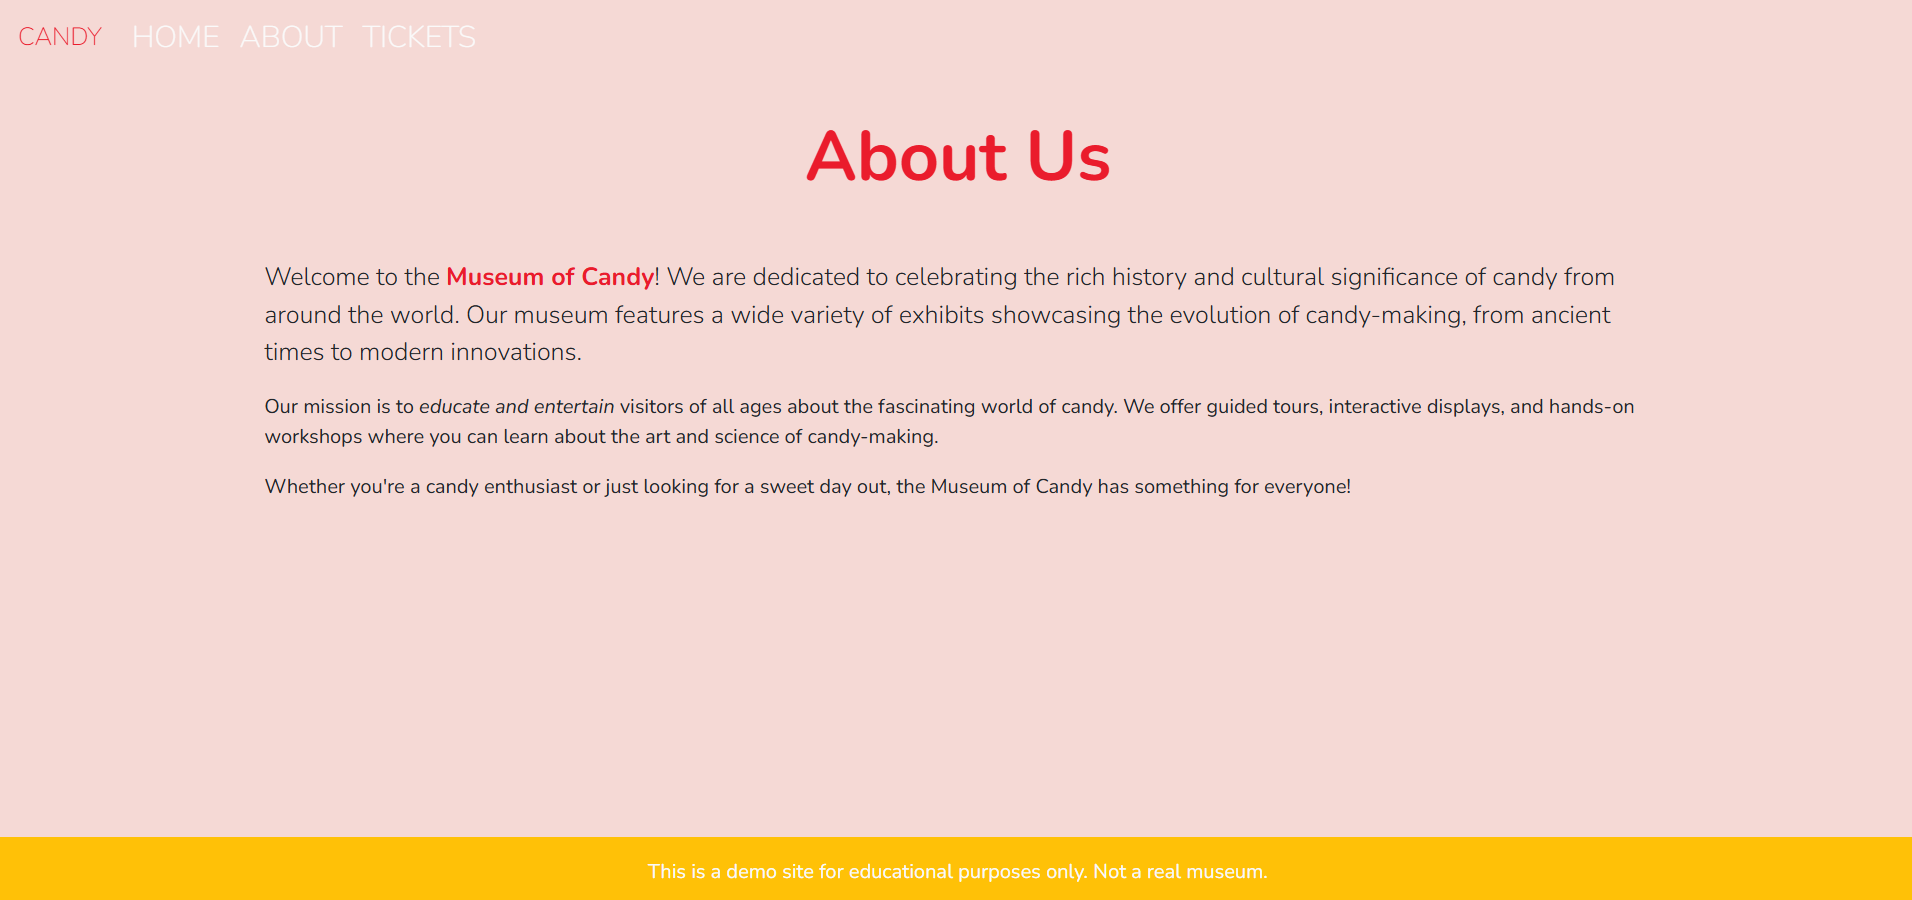 CANDY HOME ABOUT TICKETS
About Us
Welcome to the Museum of Candy! We are dedicated to celebrating the rich history and cultural significance of candy from
around the world. Our museum features a wide variety of exhibits showcasing the evolution of candy-making, from ancient
times to modern innovations.
Our mission is to educate and entertain visitors of all ages about the fascinating world of candy. We offer guided tours, interactive displays, and hands-on
workshops where you can learn about the art and science of candy-making.
Whether you're a candy enthusiast or just looking for a sweet day out, the Museum of Candy has something for everyone!
This is a demo site for educational purposes only. Not a real museum.